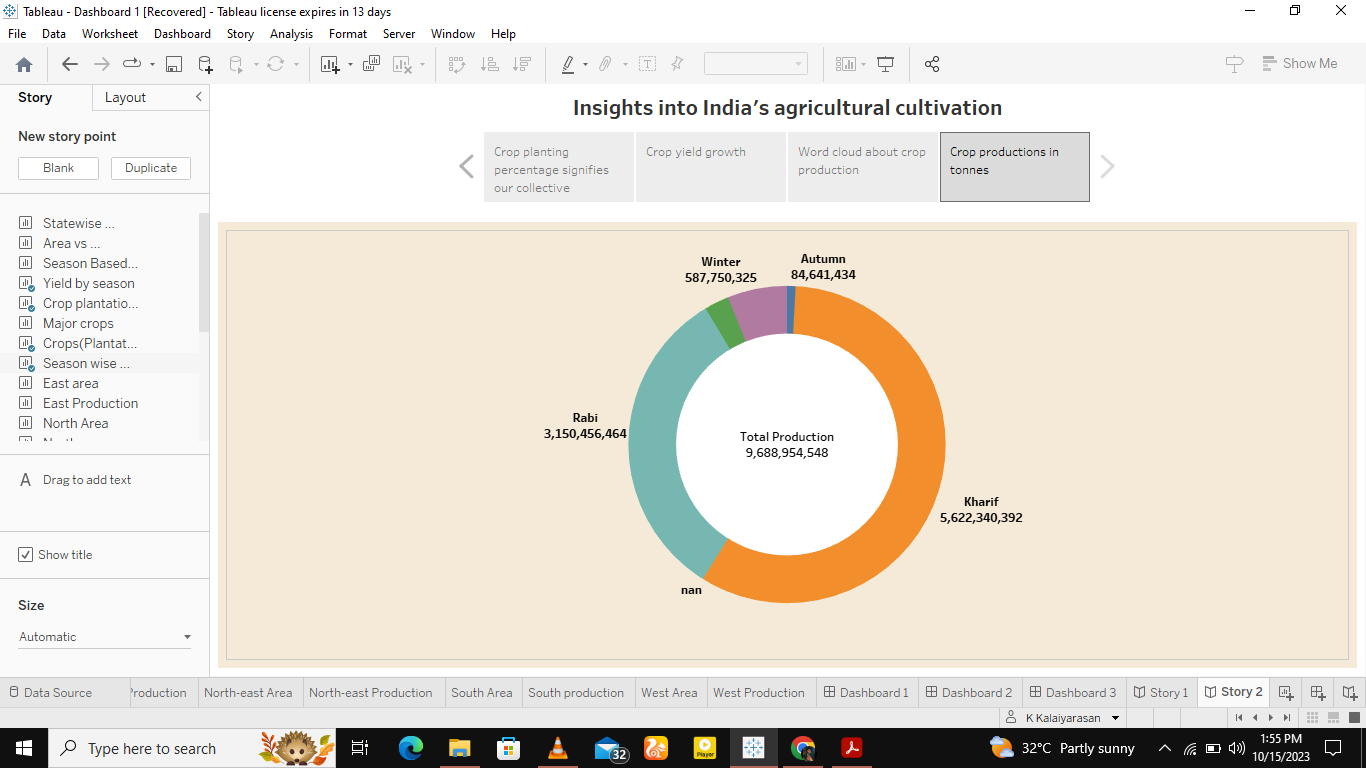 Tableau - Dashboard 1 [Recovered] - Tableau license expires in 13 days
File Data Worksheet Dashboard Story Analysis Format Server Window Help
Show Me
Story Layout
New story point
Blank Duplicate
Statewise ...
Area vs ...
Season Based...
Yield by season
Crop plantatio...
Major crops
Crops(Plantat...
Season wise ...
East area
East Production
North Area
A Drag to add text
Show title
Size
Automatic
Insights into India's agricultural cultivation
Crop planting
percentage signifies
our collective
Crop yield growth
Word cloud about crop
production
Crop productions in
tonnes
Winter
587,750,325
Autumn
84,641,434
Rabi
3,150,456,464
Total Production
9,688,954,548
Kharif
5,622,340,392
nan
Data Source Production North-east Area North-east Production South Area South production West Area West Production Dashboard 1 Dashboard 2 Dashboard 3 Story 1 Story 2
K Kalaiyarasan
Type here to search
32
Player
32°C Partly sunny
1:55 PM
10/15/2023